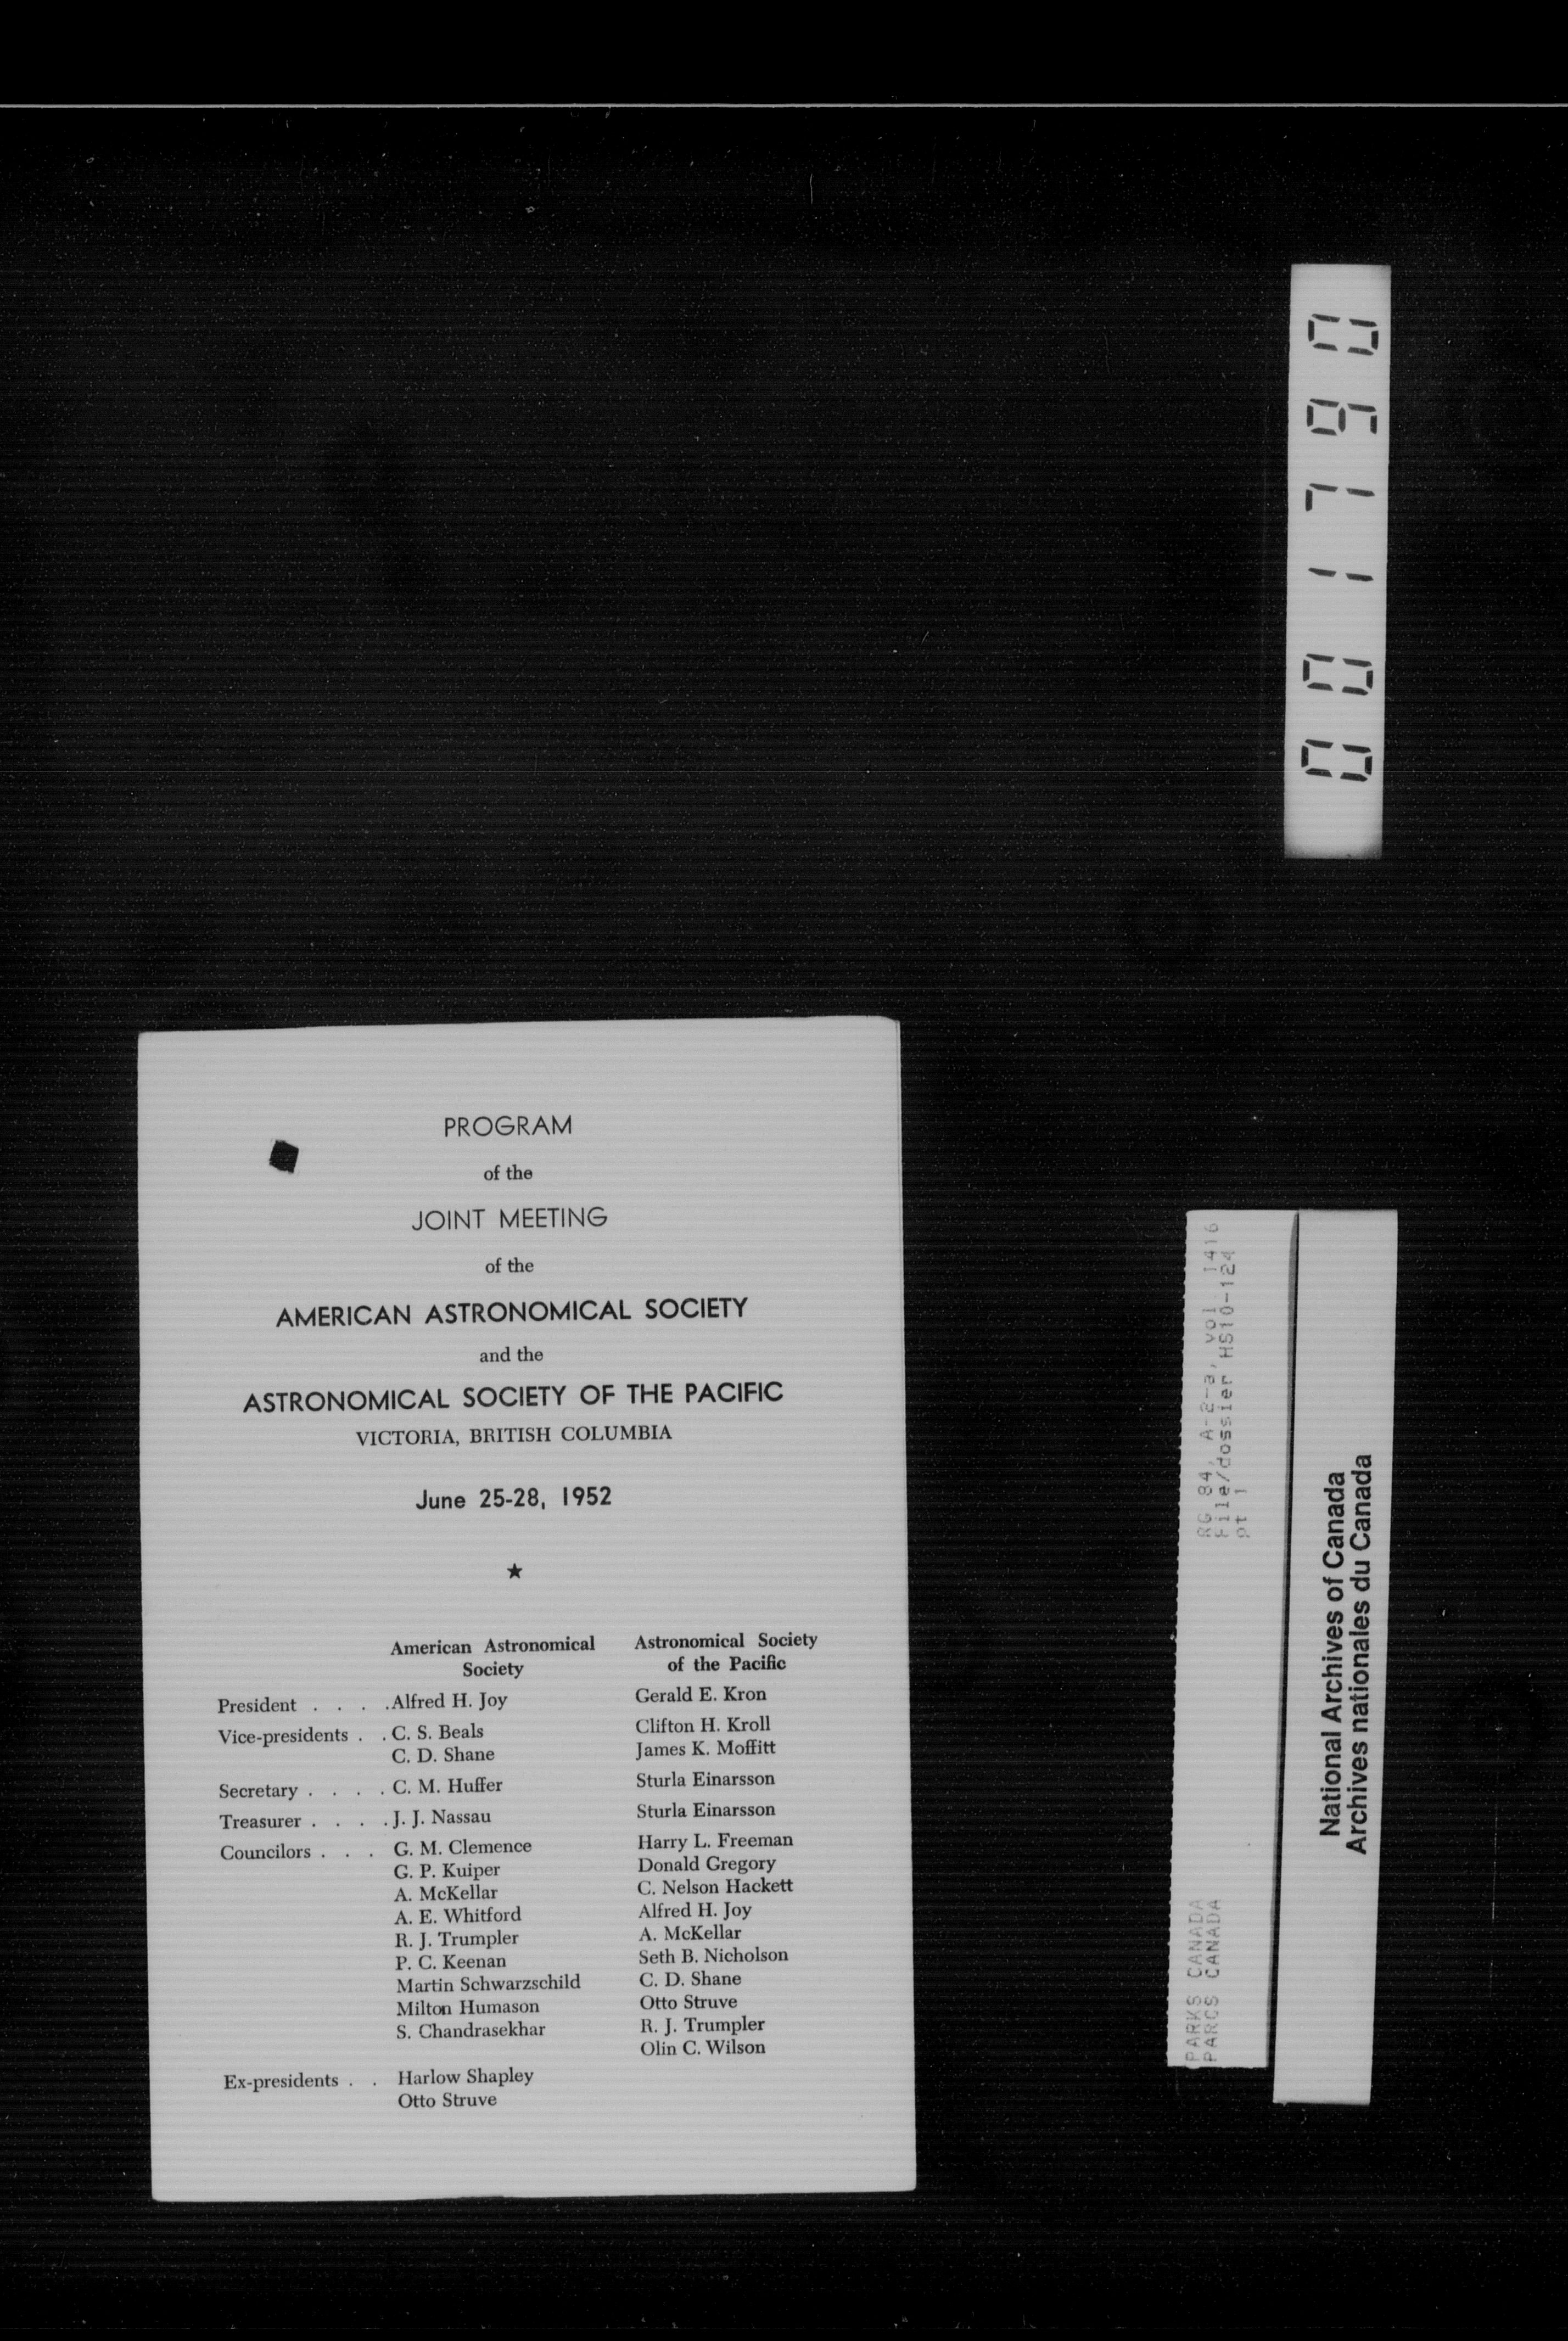 PROGRAM
of the
JOINT MEETING
of the
AMERICAN ASTRONOMICAL SOCIETY
and the
ASTRONOMICAL SOCIETY OF THE PACIFIC
VICTORIA, BRITISH COLUMBIA
June 25-28, 1952
American Astronomical Society Astronomical Society of the Pacific
President . . . . Alfred H. Joy Gerald E. Kron
Vice-presidents . . C. S. Beals Clifton H. Kroll
C. D. Shane James K. Moffitt
Secretary . . . . C. M. Huffer Sturla Einarsson
Treasurer . . . . J. J. Nassau Sturla Einarsson
Councilors . . . G. M. Clemence Harry L. Freeman
G. P. Kuiper Donald Gregory
A. McKellar C. Nelson Hackett
A. E. Whitford Alfred H. Joy
R. J. Trumpler A. McKellar
P. C. Keenan Seth B. Nicholson
Martin Schwarzschild C. D. Shane
Milton Humason Otto Struve
S. Chandrasekhar R. J. Trumpler
Olin C. Wilson
Ex-presidents . . Harlow Shapley
Otto Struve
001790
PARKS CANADA RG 84, A-2-a, vol 1416
PARCS CANADA File/dossier HS10-124
pt 1
National Archives of Canada
Archives nationales du Canada